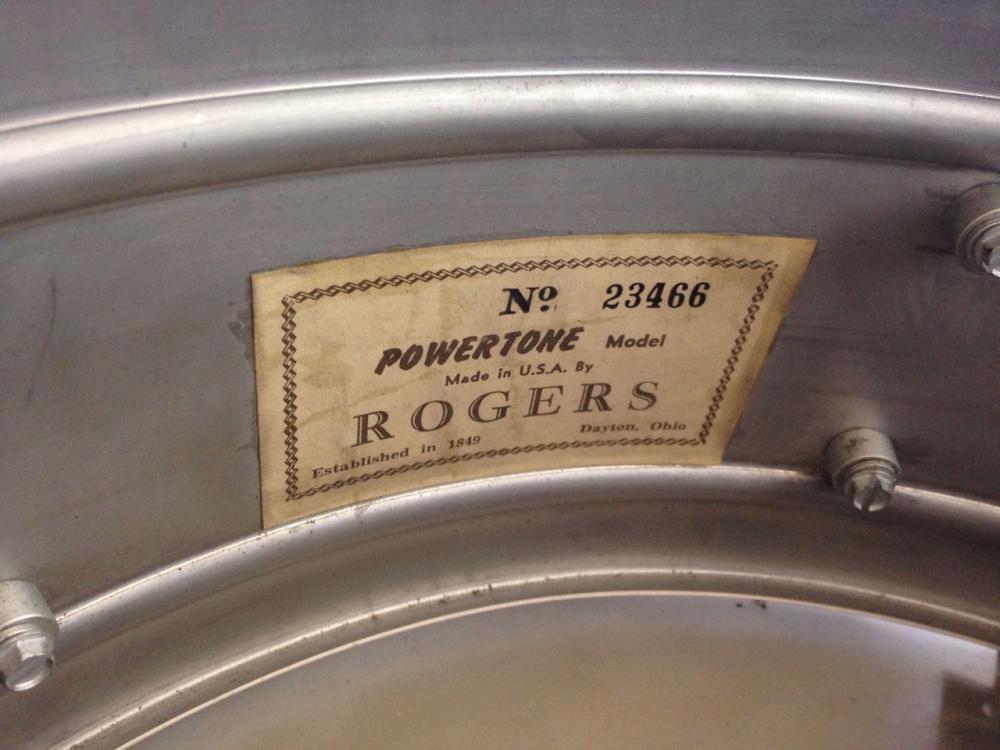 Nº 23466
POWERTONE Model
Made in U.S.A. By
ROGERS
Established in 1849 Dayton, Ohio